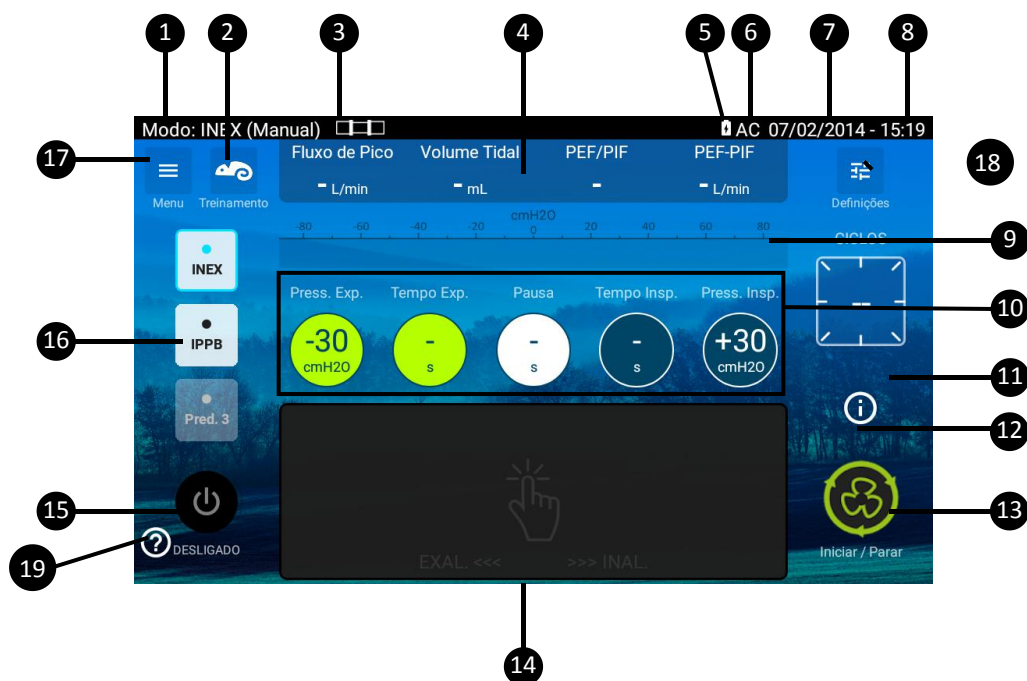 1
2
3
4
5
6
7
8
Modo: INEX (Manual)
AC 07/02/2014 - 15:19
17
18
Fluxo de Pico Volume Tidal PEF/PIF PEF-PIF
- L/min - mL - - L/min
Menu Treinamento
Definições
cmH2O
-80 -60 -40 -20 0 20 40 60 80
CICLOS
9
INEX
--
Press. Exp. Tempo Exp. Pausa Tempo Insp. Press. Insp.
10
16
IPPB
-30 - - - +30
cmH2O s s s cmH2O
11
Pred. 3
12
15
13
19
DESLIGADO
EXAL. <<< >>> INAL.
Iniciar / Parar
14